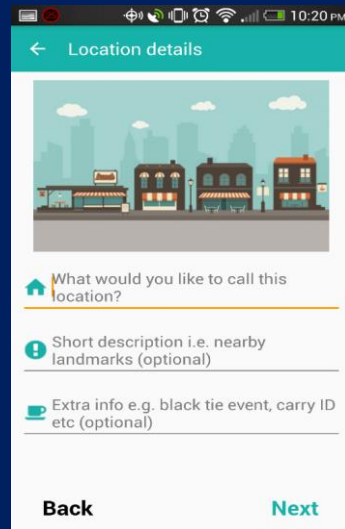 10:20 PM
Location details
What would you like to call this
location?
Short description i.e. nearby
landmarks (optional)
Extra info e.g. black tie event, carry ID
etc (optional)
Back
Next